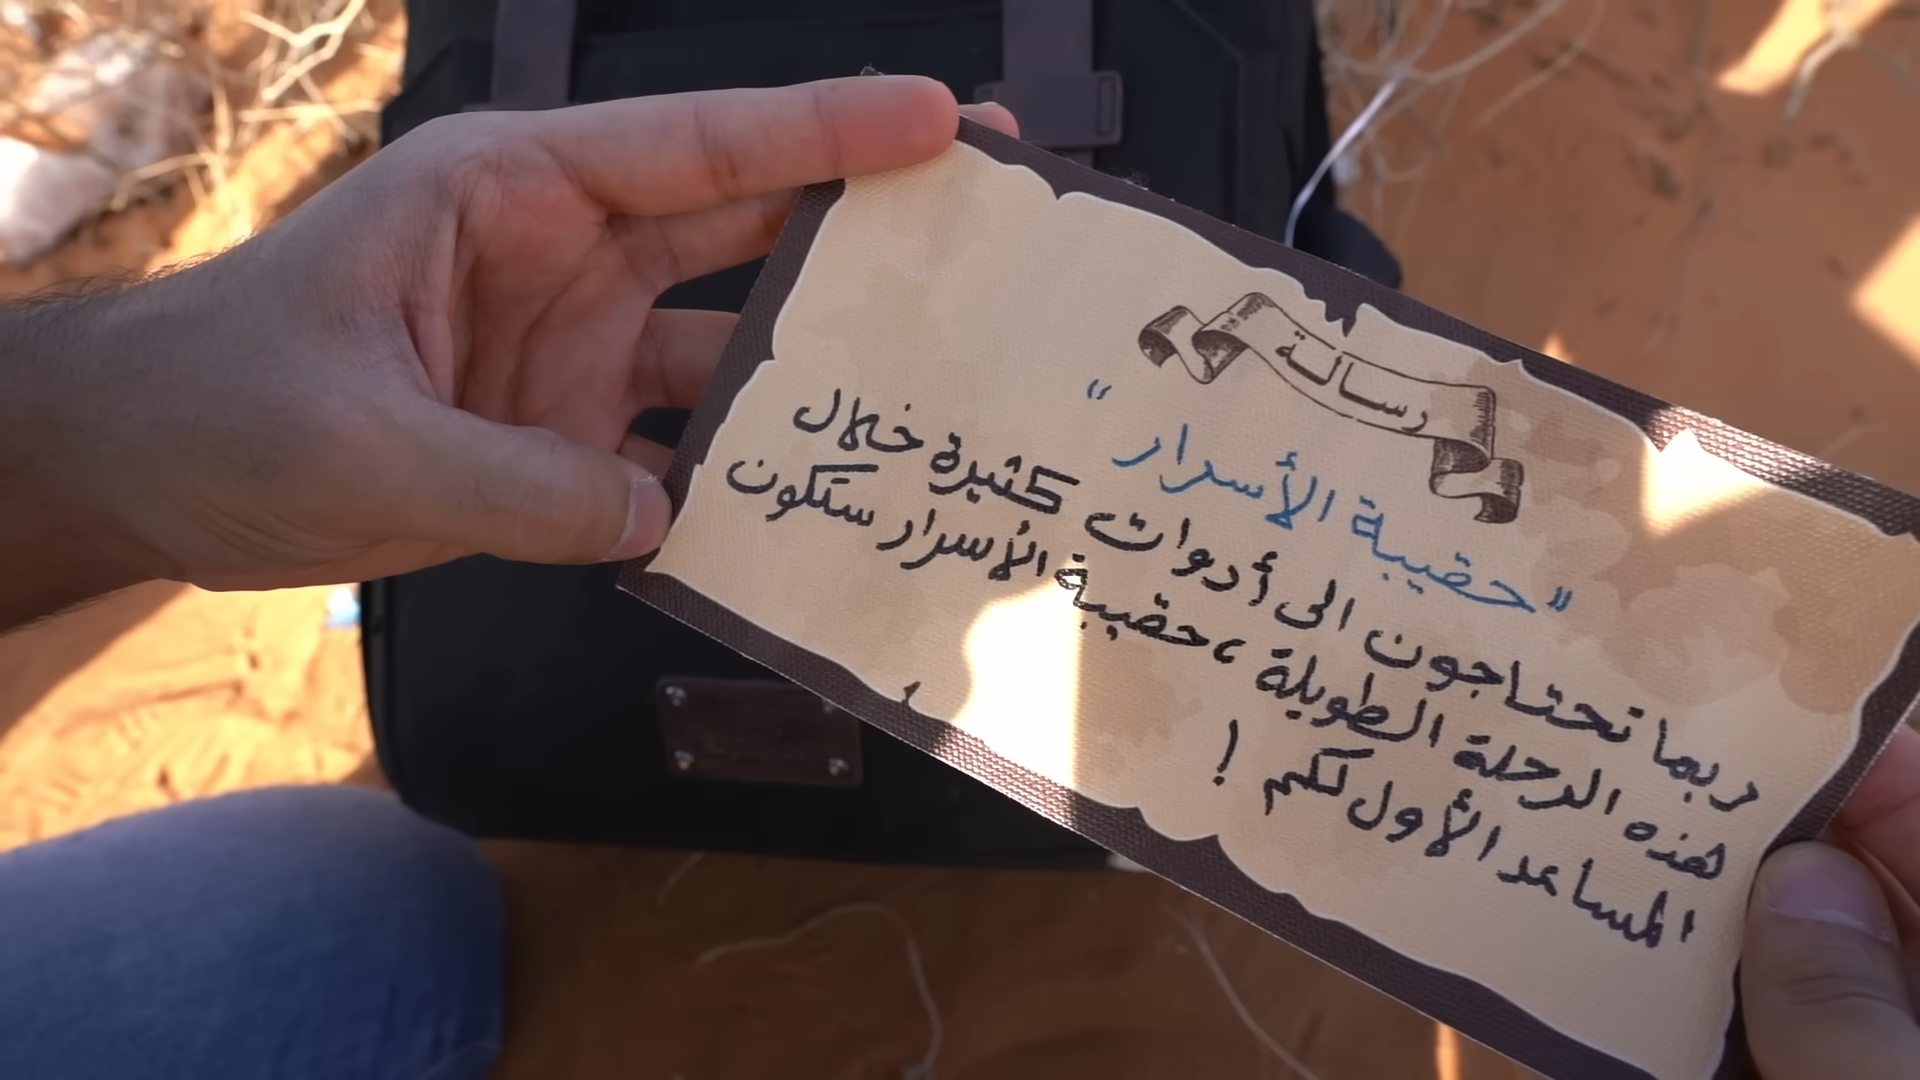 رسالة
"حقيبة الأسرار"
ربما تحتاجون الى أدوات كثيرة خلال
هذه الرحلة الطويلة، حقيبة الأسرار ستكون
المساعد الأول لكم !